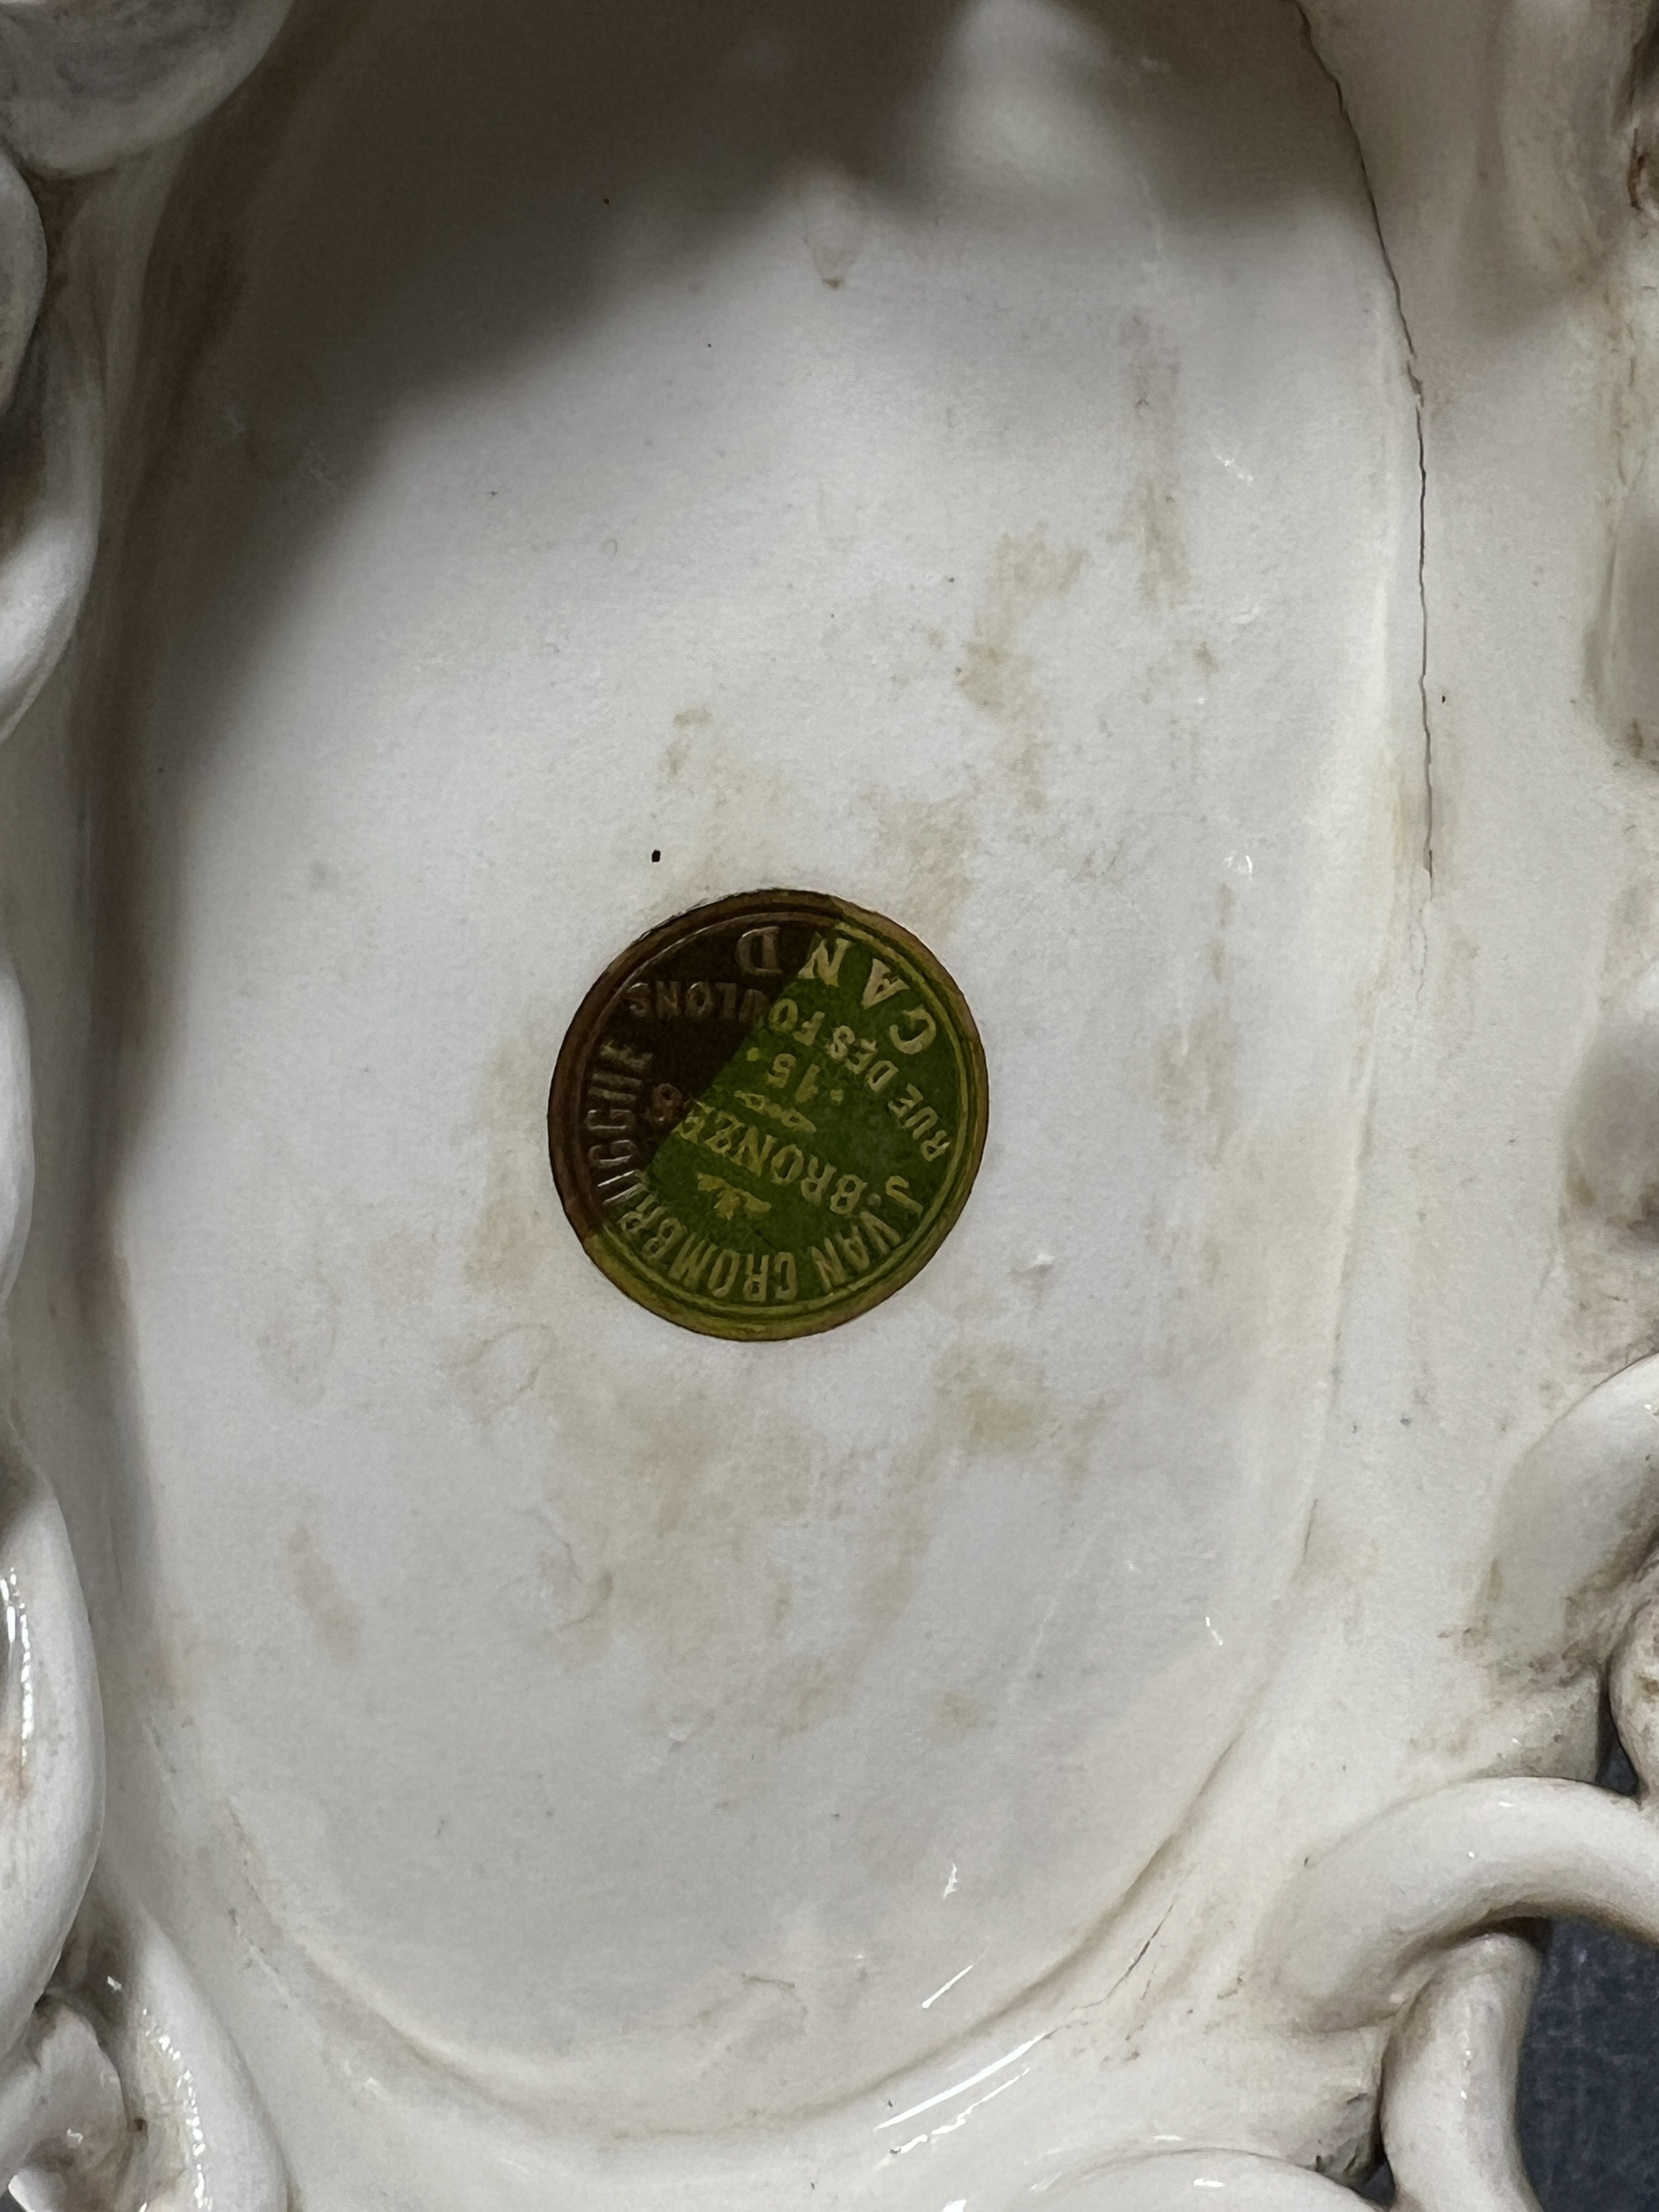 J. VAN CROMBRUGGHE
BRONZES
·15·
RUE DES FOULONS
GAND